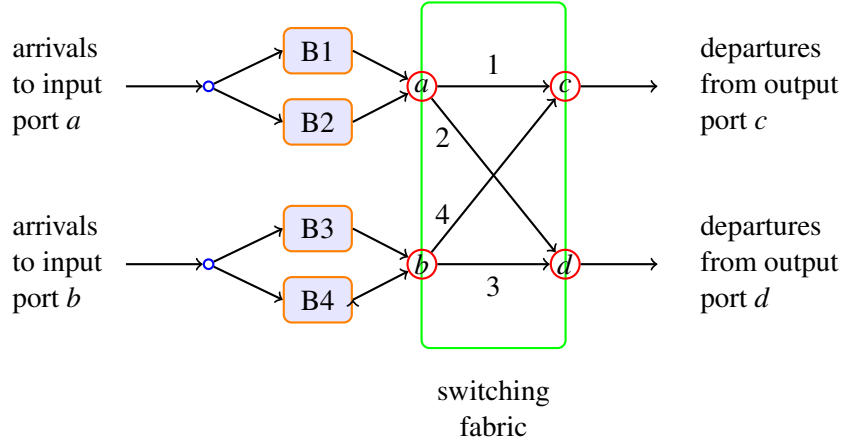 arrivals
to input
port a
B1
B2
a
1
2
c
departures
from output
port c
arrivals
to input
port b
B3
B4
b
4
3
d
departures
from output
port d
switching
fabric